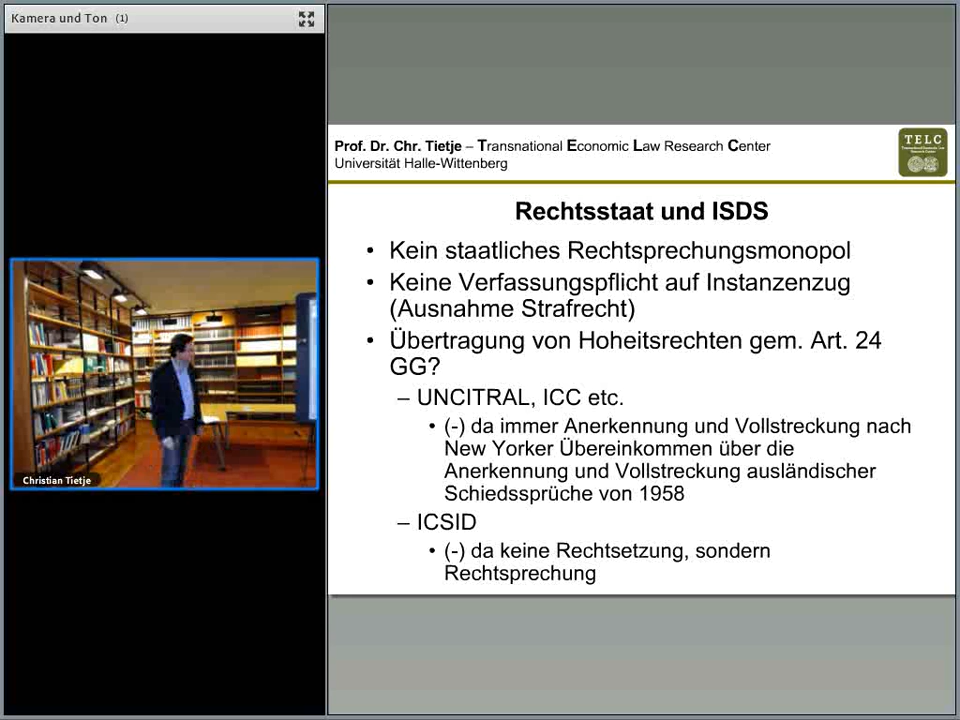 Kamera und Ton (1)
Prof. Dr. Chr. Tietje – Transnational Economic Law Research Center
Universität Halle-Wittenberg
TELC
Rechtsstaat und ISDS
• Kein staatliches Rechtsprechungsmonopol
• Keine Verfassungspflicht auf Instanzenzug
(Ausnahme Strafrecht)
• Übertragung von Hoheitsrechten gem. Art. 24
GG?
– UNCITRAL, ICC etc.
• (-) da immer Anerkennung und Vollstreckung nach
New Yorker Übereinkommen über die
Anerkennung und Vollstreckung ausländischer
Schiedssprüche von 1958
– ICSID
• (-) da keine Rechtsetzung, sondern
Rechtsprechung
Christian Tietje